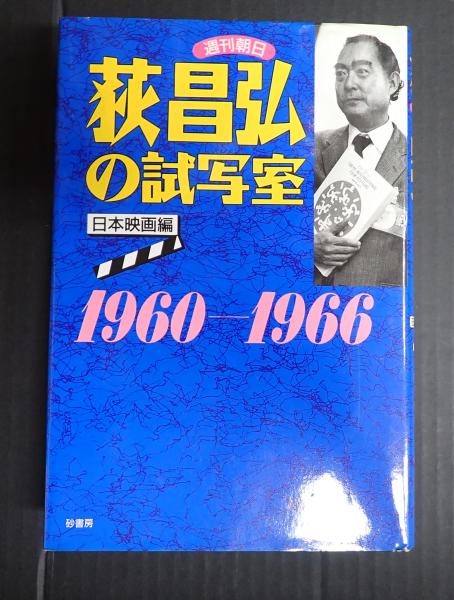 週刊朝日
荻昌弘
の試写室
日本映画編
1960—1966
砂書房